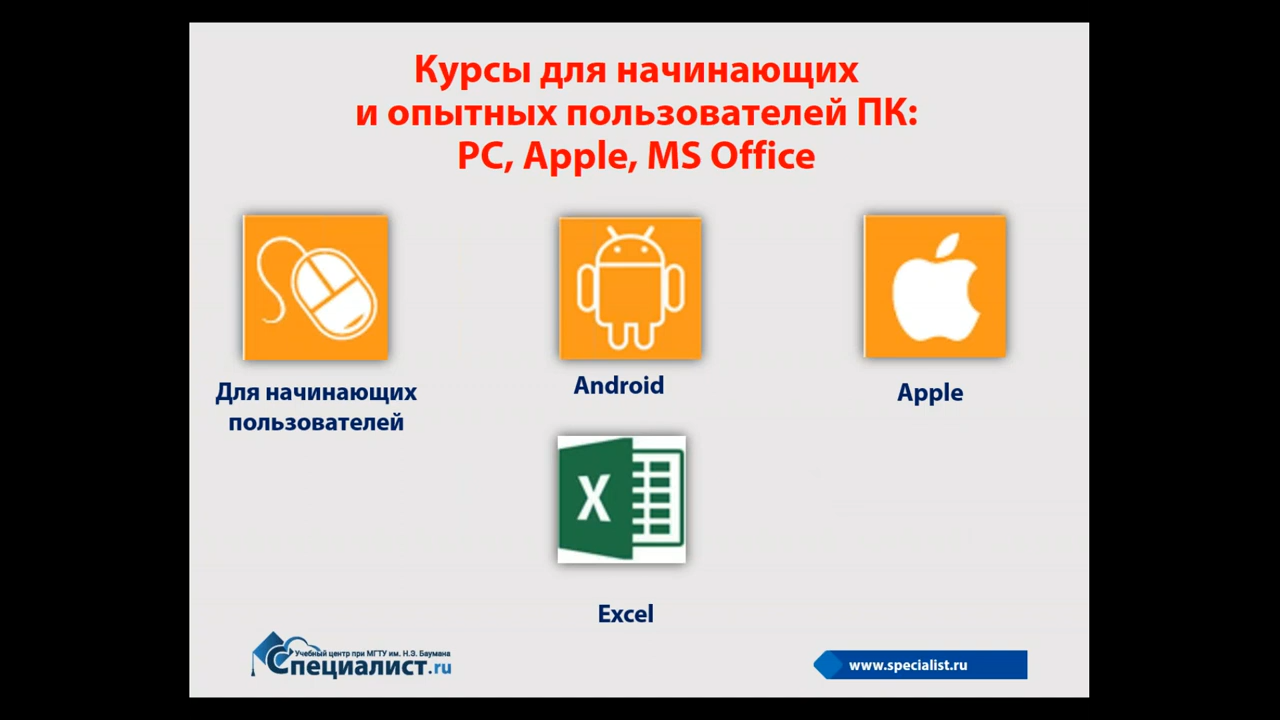 Курсы для начинающих
и опытных пользователей ПК:
PC, Apple, MS Office
Для начинающих
пользователей
Android
Apple
X
Excel
Учебный центр при МГТУ им. Н.Э. Баумана
Специалист.ru
www.specialist.ru